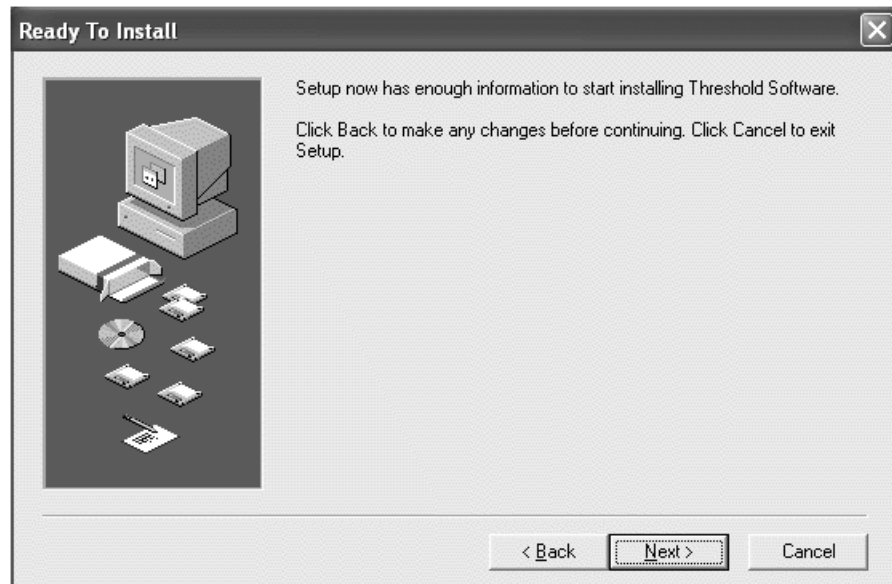 Ready To Install
Setup now has enough information to start installing Threshold Software.
Click Back to make any changes before continuing. Click Cancel to exit
Setup.
< Back
Next >
Cancel